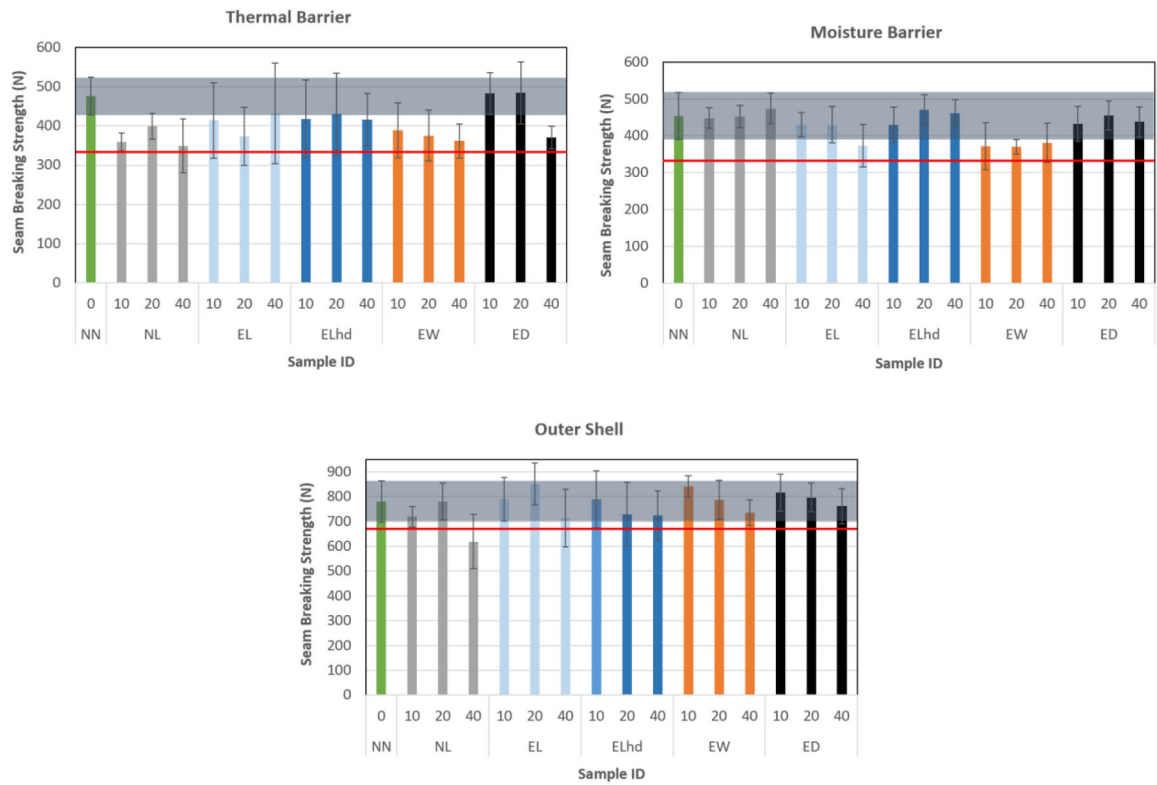 Thermal Barrier
Seam Breaking Strength (N)
600
500
400
300
200
100
0
0 10 20 40 10 20 40 10 20 40 10 20 40 10 20 40
NN NL EL ELhd EW ED
Sample ID
Moisture Barrier
Seam Breaking Strength (N)
600
500
400
300
200
100
0
0 10 20 40 10 20 40 10 20 40 10 20 40 10 20 40
NN NL EL ELhd EW ED
Sample ID
Outer Shell
Seam Breaking Strength (N)
900
800
700
600
500
400
300
200
100
0
0 10 20 40 10 20 40 10 20 40 10 20 40 10 20 40
NN NL EL ELhd EW ED
Sample ID